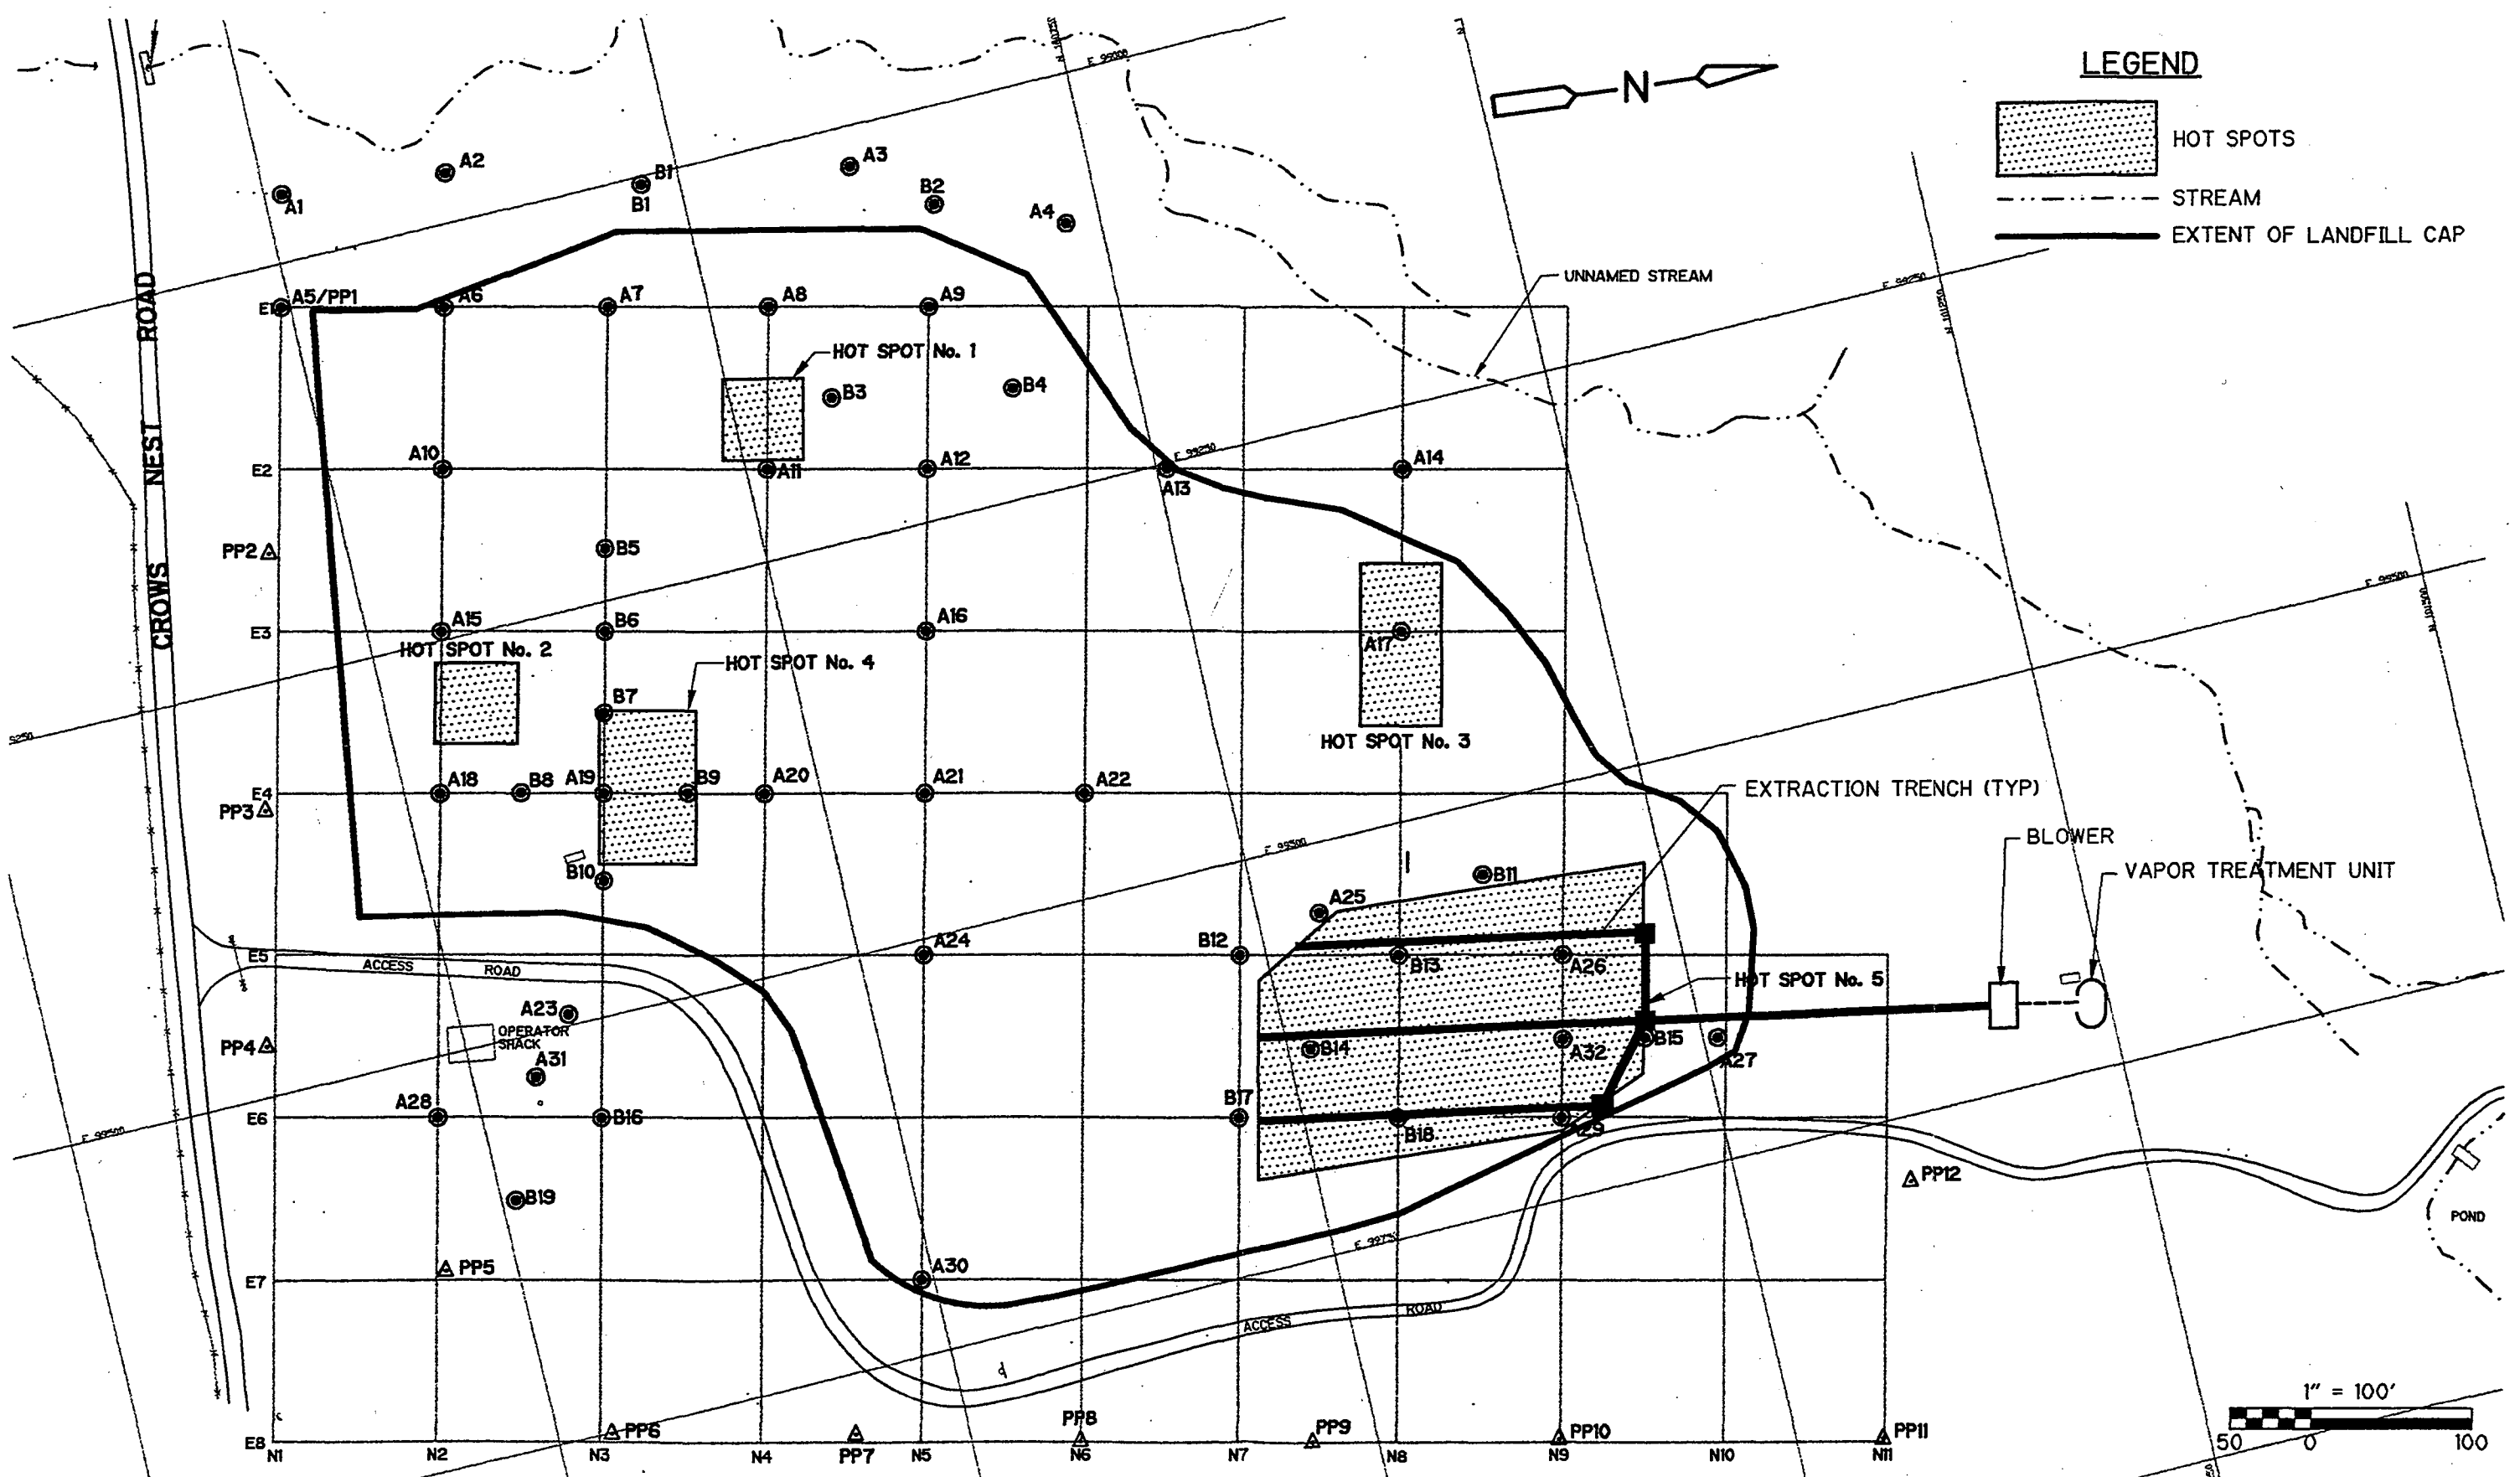 LEGEND
HOT SPOTS
STREAM
EXTENT OF LANDFILL CAP
N
E 99000
UNNAMED STREAM
E 99250
CROWS NEST ROAD
A1
A2
B1
B1
A3
B2
A4
E1
A5/PP1
A6
A7
A8
A9
HOT SPOT No. 1
B3
B4
E2
A10
A11
A12
E 99250
A13
A14
PP2
B5
E 99500
E3
A15
B6
A16
A17
HOT SPOT No. 2
HOT SPOT No. 4
B7
HOT SPOT No. 3
E4
A18
B8
A19
B9
A20
A21
A22
PP3
EXTRACTION TRENCH (TYP)
BLOWER
VAPOR TREATMENT UNIT
E 99500
B10
B11
A25
E5
A24
B12
B13
A26
ACCESS ROAD
HOT SPOT No. 5
A23
OPERATOR
SHACK
PP4
A31
B14
A32
B15
A27
E6
A28
B16
B17
B18
A29
E 99500
PP12
B19
POND
E7
PP5
A30
ACCESS ROAD
1" = 100'
50 0 100
E8
PP6
PP7
PP8
PP9
PP10
PP11
N1 N2 N3 N4 N5 N6 N7 N8 N9 N10 N11